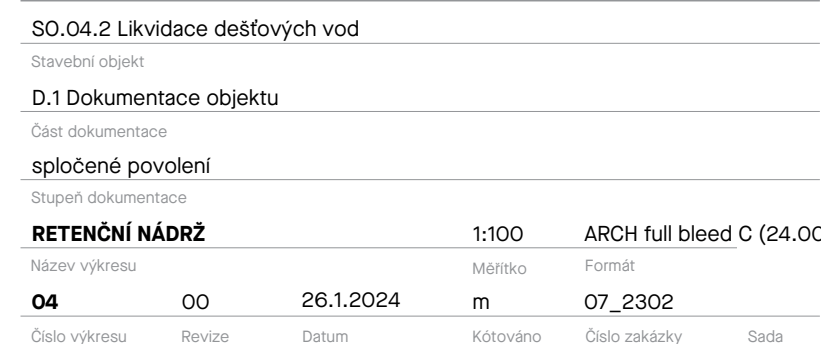 SO.04.2 Likvidace dešťových vod
Stavební objekt
D.1 Dokumentace objektu
Část dokumentace
spločené povolení
Stupeň dokumentace
RETENČNÍ NÁDRŽ 1:100 ARCH full bleed C (24.00
Název výkresu Měřítko Formát
04 00 26.1.2024 m 07_2302
Číslo výkresu Revize Datum Kótováno Číslo zakázky Sada